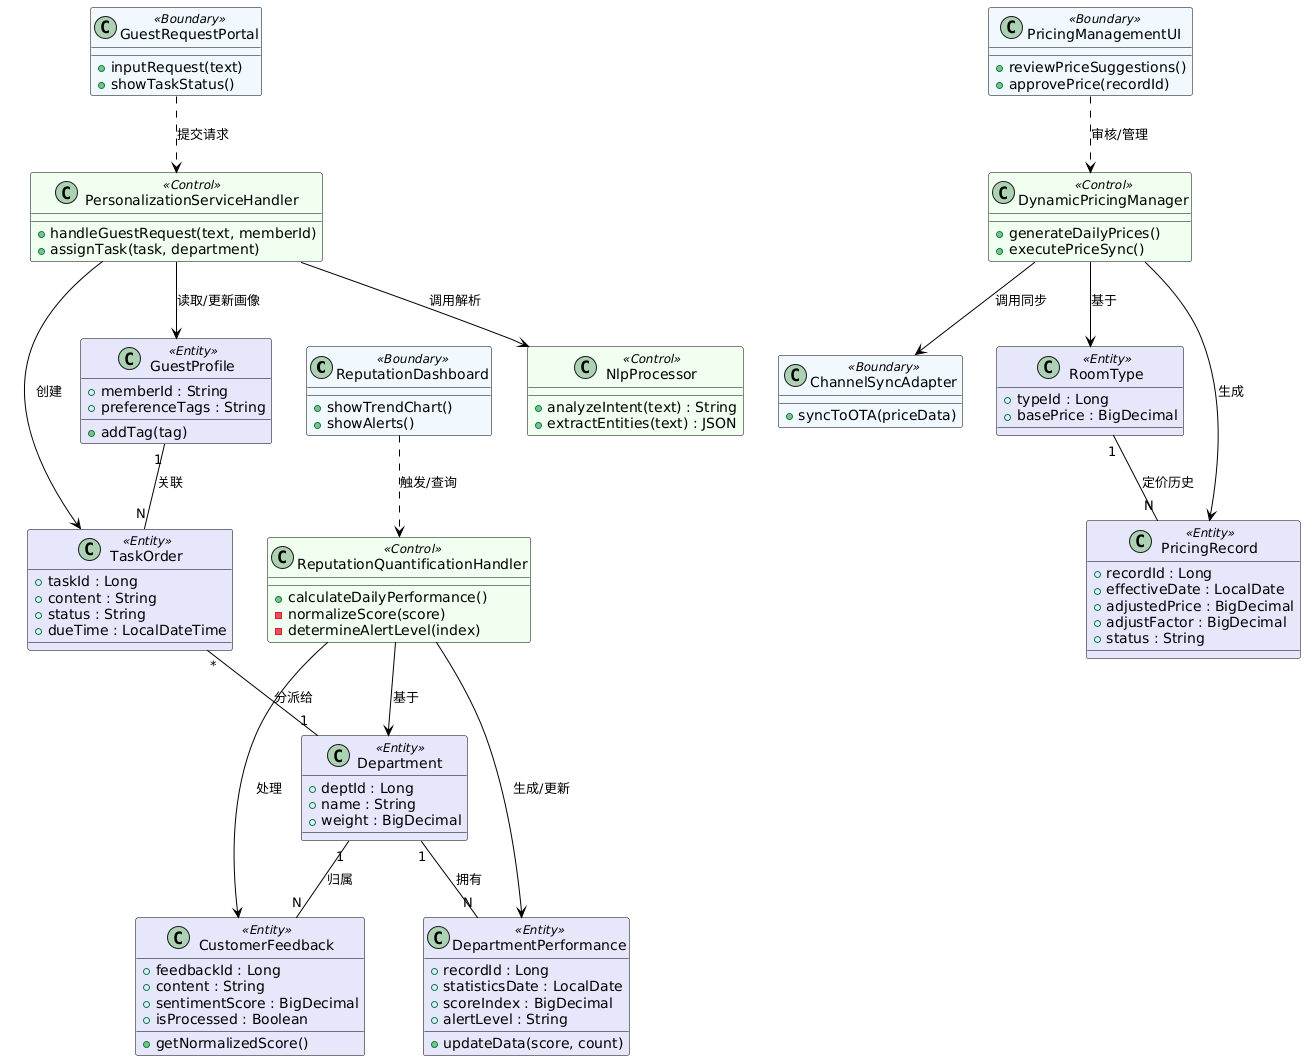 «Boundary»
GuestRequestPortal
inputRequest(text)
showTaskStatus()
«Boundary»
PricingManagementUI
reviewPriceSuggestions()
approvePrice(recordId)
提交请求
审核/管理
«Control»
PersonalizationServiceHandler
handleGuestRequest(text, memberId)
assignTask(task, department)
«Control»
DynamicPricingManager
generateDailyPrices()
executePriceSync()
创建
读取/更新画像
调用解析
调用同步
基于
生成
«Entity»
GuestProfile
memberId : String
preferenceTags : String
addTag(tag)
«Boundary»
ReputationDashboard
showTrendChart()
showAlerts()
«Control»
NlpProcessor
analyzeIntent(text) : String
extractEntities(text) : JSON
«Boundary»
ChannelSyncAdapter
syncToOTA(priceData)
«Entity»
RoomType
typeId : Long
basePrice : BigDecimal
1
关联
N
触发/查询
1
定价历史
N
«Entity»
TaskOrder
taskId : Long
content : String
status : String
dueTime : LocalDateTime
«Control»
ReputationQuantificationHandler
calculateDailyPerformance()
normalizeScore(score)
determineAlertLevel(index)
«Entity»
PricingRecord
recordId : Long
effectiveDate : LocalDate
adjustedPrice : BigDecimal
adjustFactor : BigDecimal
status : String
*
分派给
1
基于
处理
生成/更新
«Entity»
Department
deptId : Long
name : String
weight : BigDecimal
1
归属
N
1
拥有
N
«Entity»
CustomerFeedback
feedbackId : Long
content : String
sentimentScore : BigDecimal
isProcessed : Boolean
getNormalizedScore()
«Entity»
DepartmentPerformance
recordId : Long
statisticsDate : LocalDate
scoreIndex : BigDecimal
alertLevel : String
updateData(score, count)